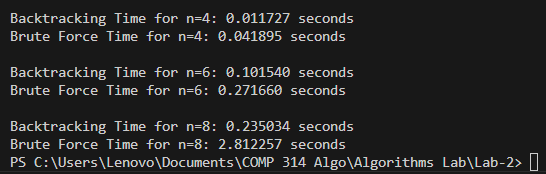 Backtracking Time for n=4: 0.011727 seconds
Brute Force Time for n=4: 0.041895 seconds
Backtracking Time for n=6: 0.101540 seconds
Brute Force Time for n=6: 0.271660 seconds
Backtracking Time for n=8: 0.235034 seconds
Brute Force Time for n=8: 2.812257 seconds
PS C:\Users\Lenovo\Documents\COMP 314 Algo\Algorithms Lab\Lab-2>